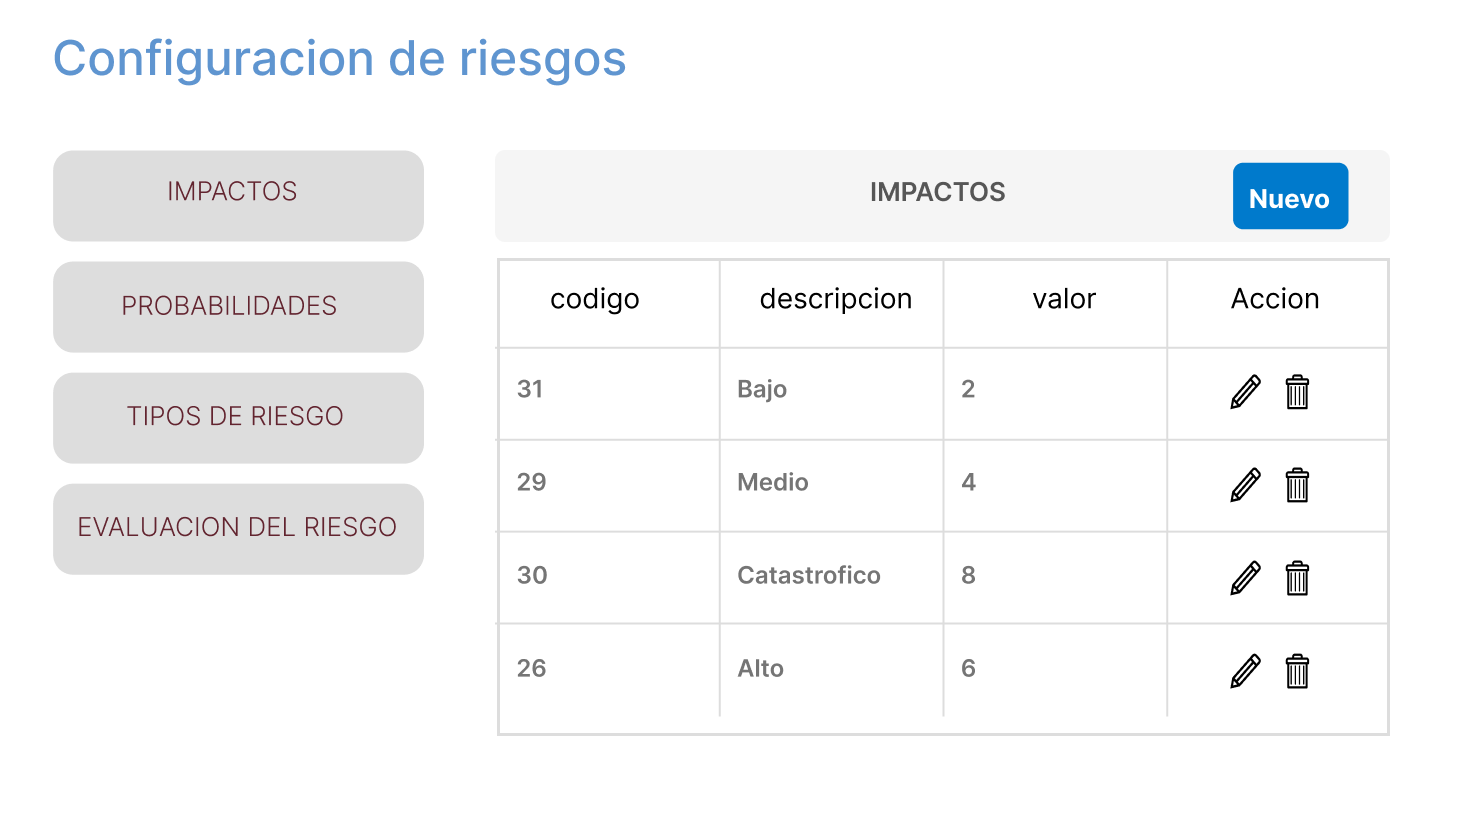 Configuracion de riesgos
IMPACTOS
PROBABILIDADES
TIPOS DE RIESGO
EVALUACION DEL RIESGO
IMPACTOS Nuevo
codigo descripcion valor Accion
31 Bajo 2
29 Medio 4
30 Catastrofico 8
26 Alto 6